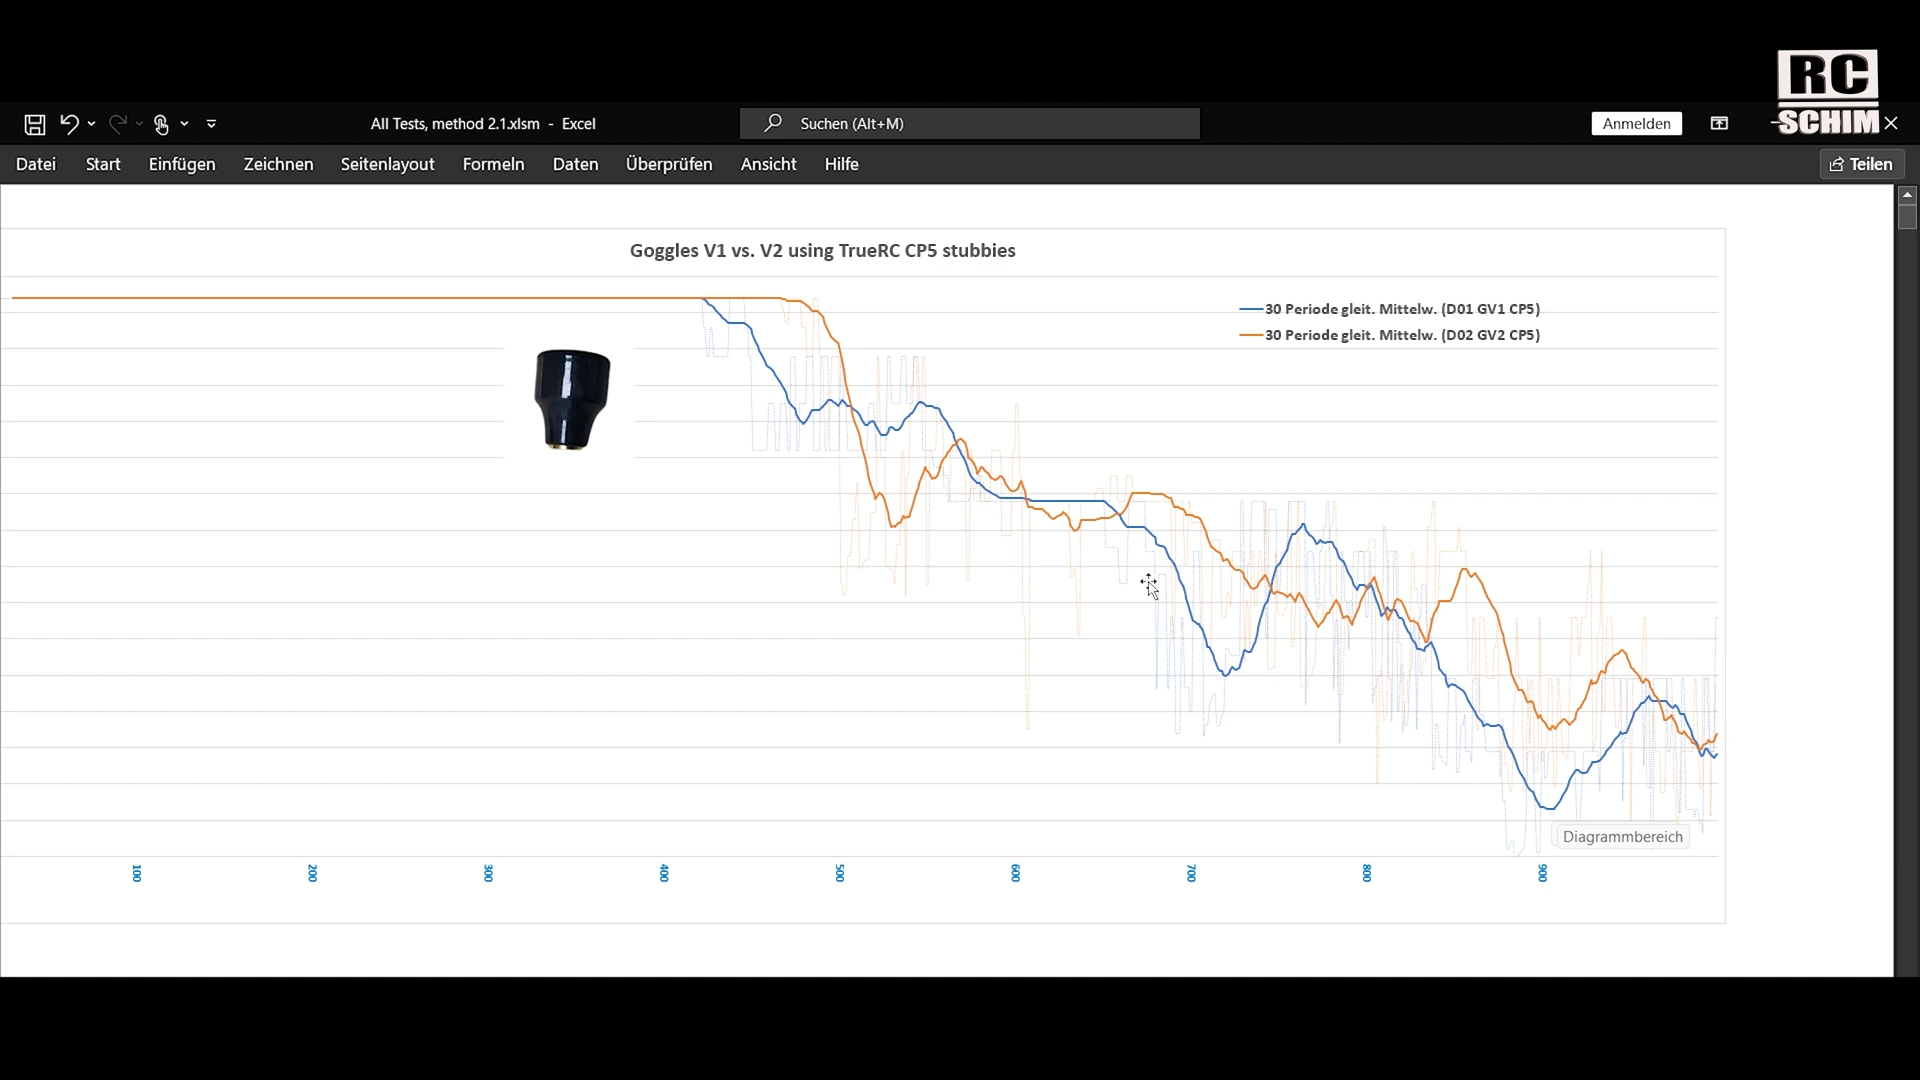 RC
SCHIM
All Tests, method 2.1.xlsm - Excel
Suchen (Alt+M)
Anmelden
Datei Start Einfügen Zeichnen Seitenlayout Formeln Daten Überprüfen Ansicht Hilfe
Teilen
Goggles V1 vs. V2 using TrueRC CP5 stubbies
30 Periode gleit. Mittelw. (D01 GV1 CP5)
30 Periode gleit. Mittelw. (D02 GV2 CP5)
Diagrammbereich
100 200 300 400 500 600 700 800 900